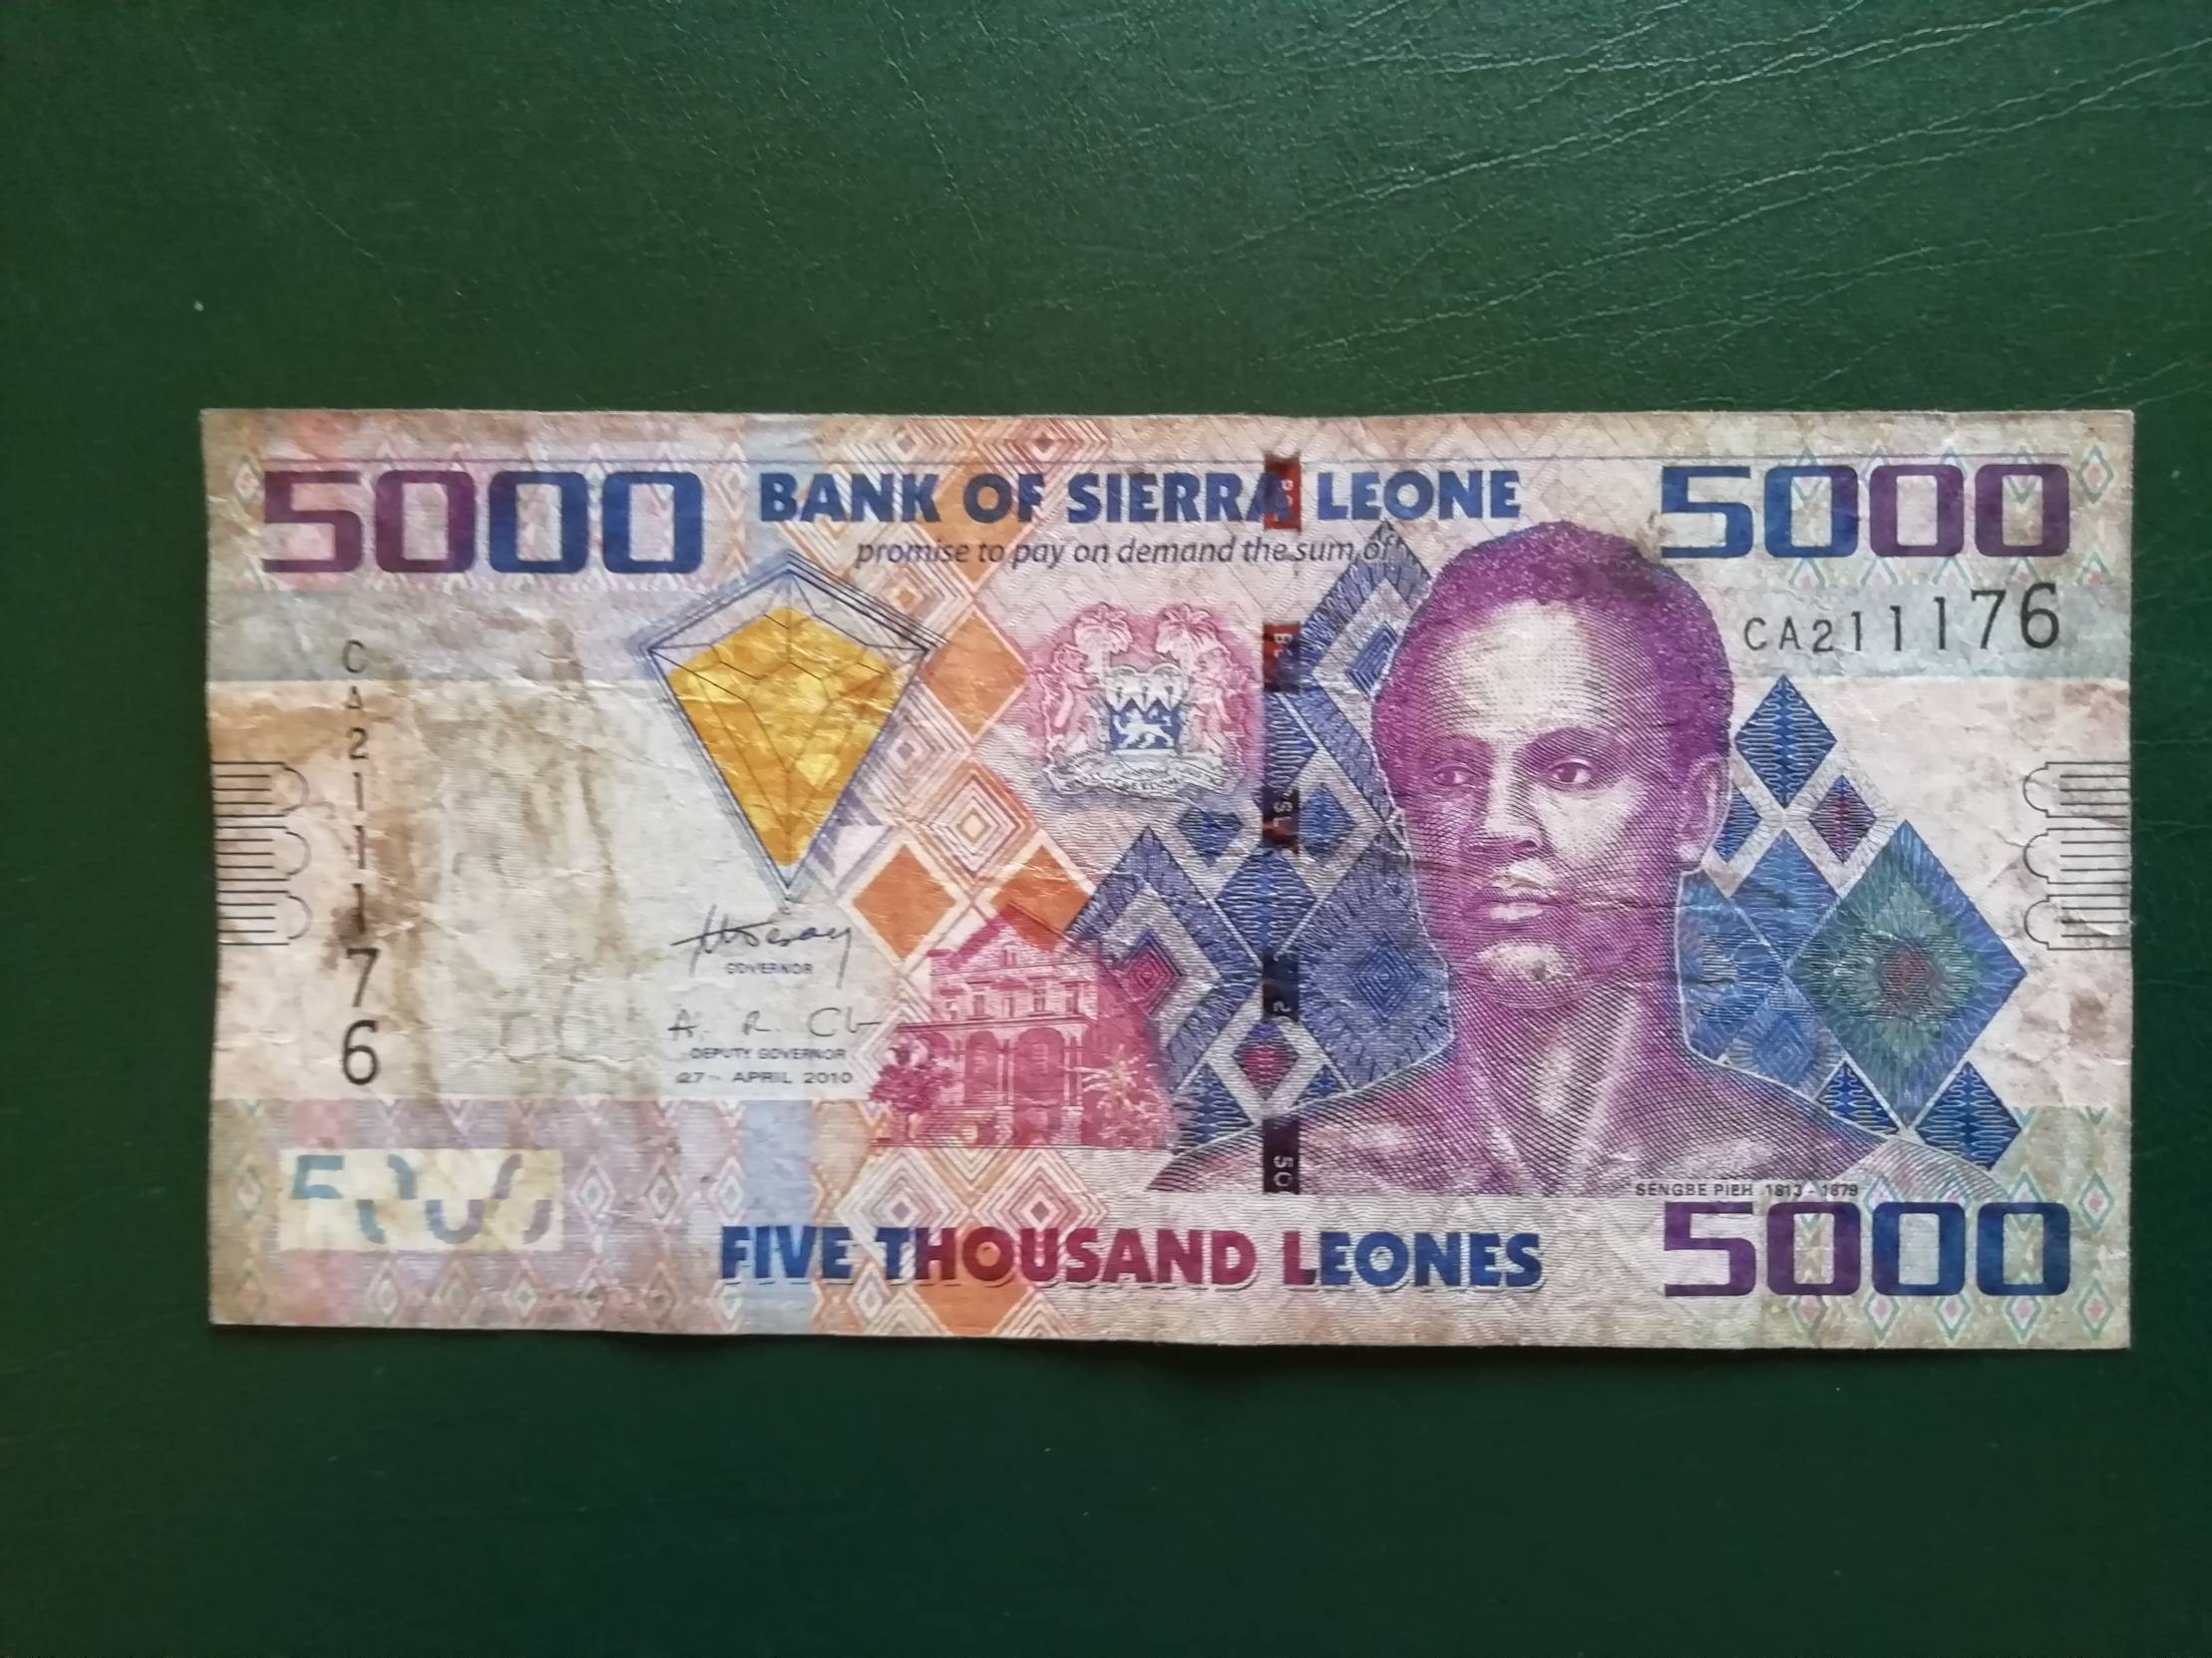 5000
BANK OF SIERRA LEONE
5000
promise to pay on demand the sum of
CA211176
CA211176
GOVERNOR
DEPUTY GOVERNOR
27TH APRIL 2010
SENGBE PIEH 1813 - 1879
FIVE THOUSAND LEONES
5000